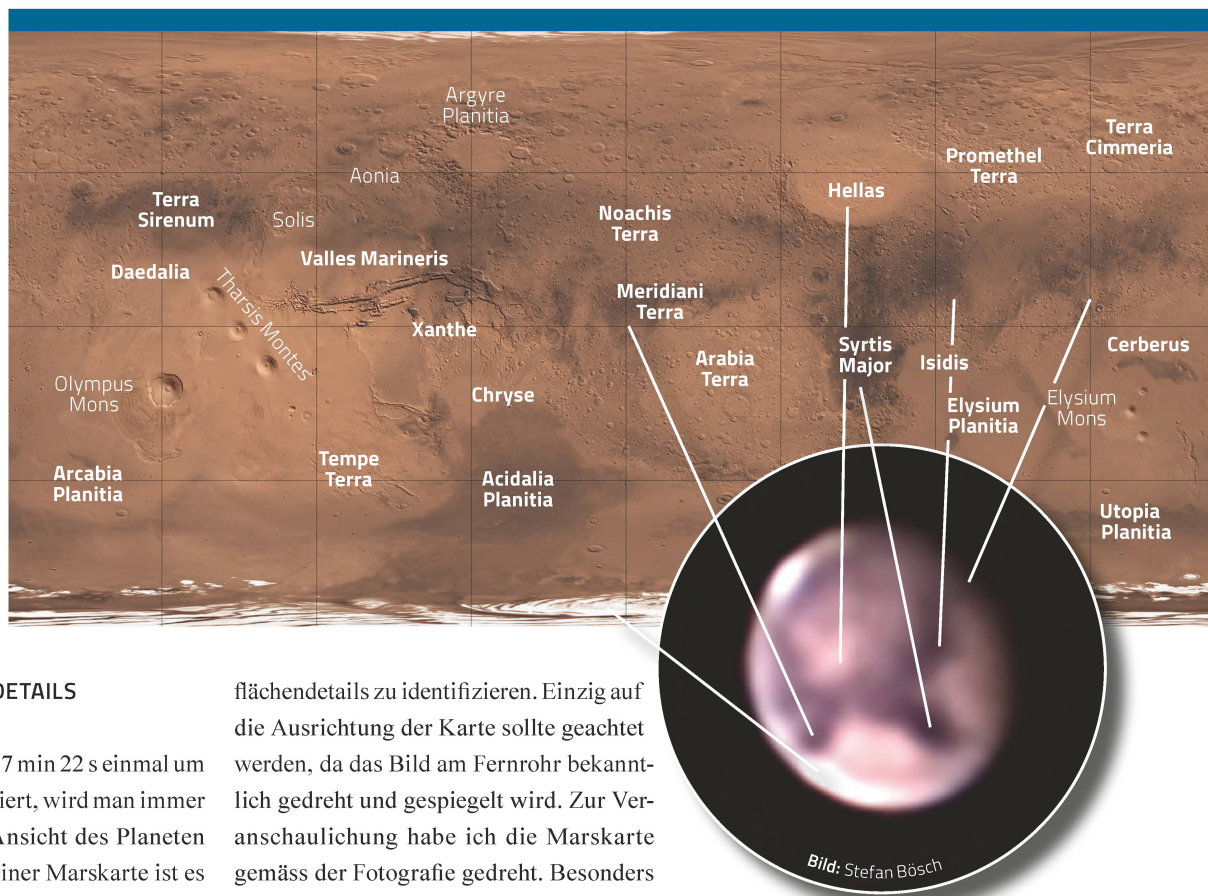 Argyre
Planitia
Terra
Cimmeria
Promethel
Terra
Aonia
Hellas
Terra
Sirenum
Solis
Noachis
Terra
Valles Marineris
Daedalia
Tharsis Montes
Meridiani
Terra
Xanthe
Syrtis
Major
Cerberus
Arabia
Terra
Isidis
Olympus
Mons
Chryse
Elysium
Planitia
Elysium
Mons
Arcabia
Planitia
Tempe
Terra
Acidalia
Planitia
Utopia
Planitia
Bild: Stefan Bösch
DETAILS
7 min 22 s einmal um
iert, wird man immer
Ansicht des Planeten
einer Marskarte ist es
flächendetails zu identifizieren. Einzig auf
die Ausrichtung der Karte sollte geachtet
werden, da das Bild am Fernrohr bekannt-
lich gedreht und gespiegelt wird. Zur Ver-
anschaulichung habe ich die Marskarte
gemäss der Fotografie gedreht. Besonders